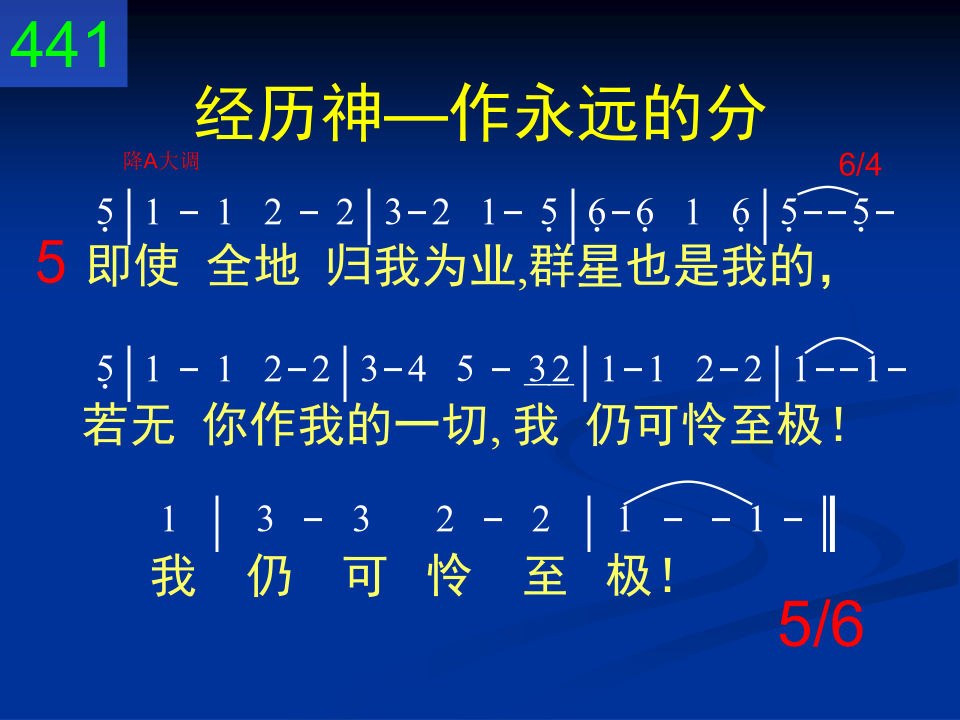 441
经历神—作永远的分
降A大调 6/4
5̣ | 1 – 1 2 – 2 | 3 – 2 1 – 5̣ | 6̣ – 6̣ 1 6̣ | 5̣ – – 5̣ –
5 即使 全地 归我为业,群星也是我的，
5̣ | 1 – 1 2 – 2 | 3 – 4 5 – 3 2 | 1 – 1 2 – 2 | 1 – – 1 –
若无 你作我的一切, 我 仍可怜至极！
1 | 3 – 3 2 – 2 | 1 – – 1 – ‖
我 仍 可 怜 至 极！
5/6